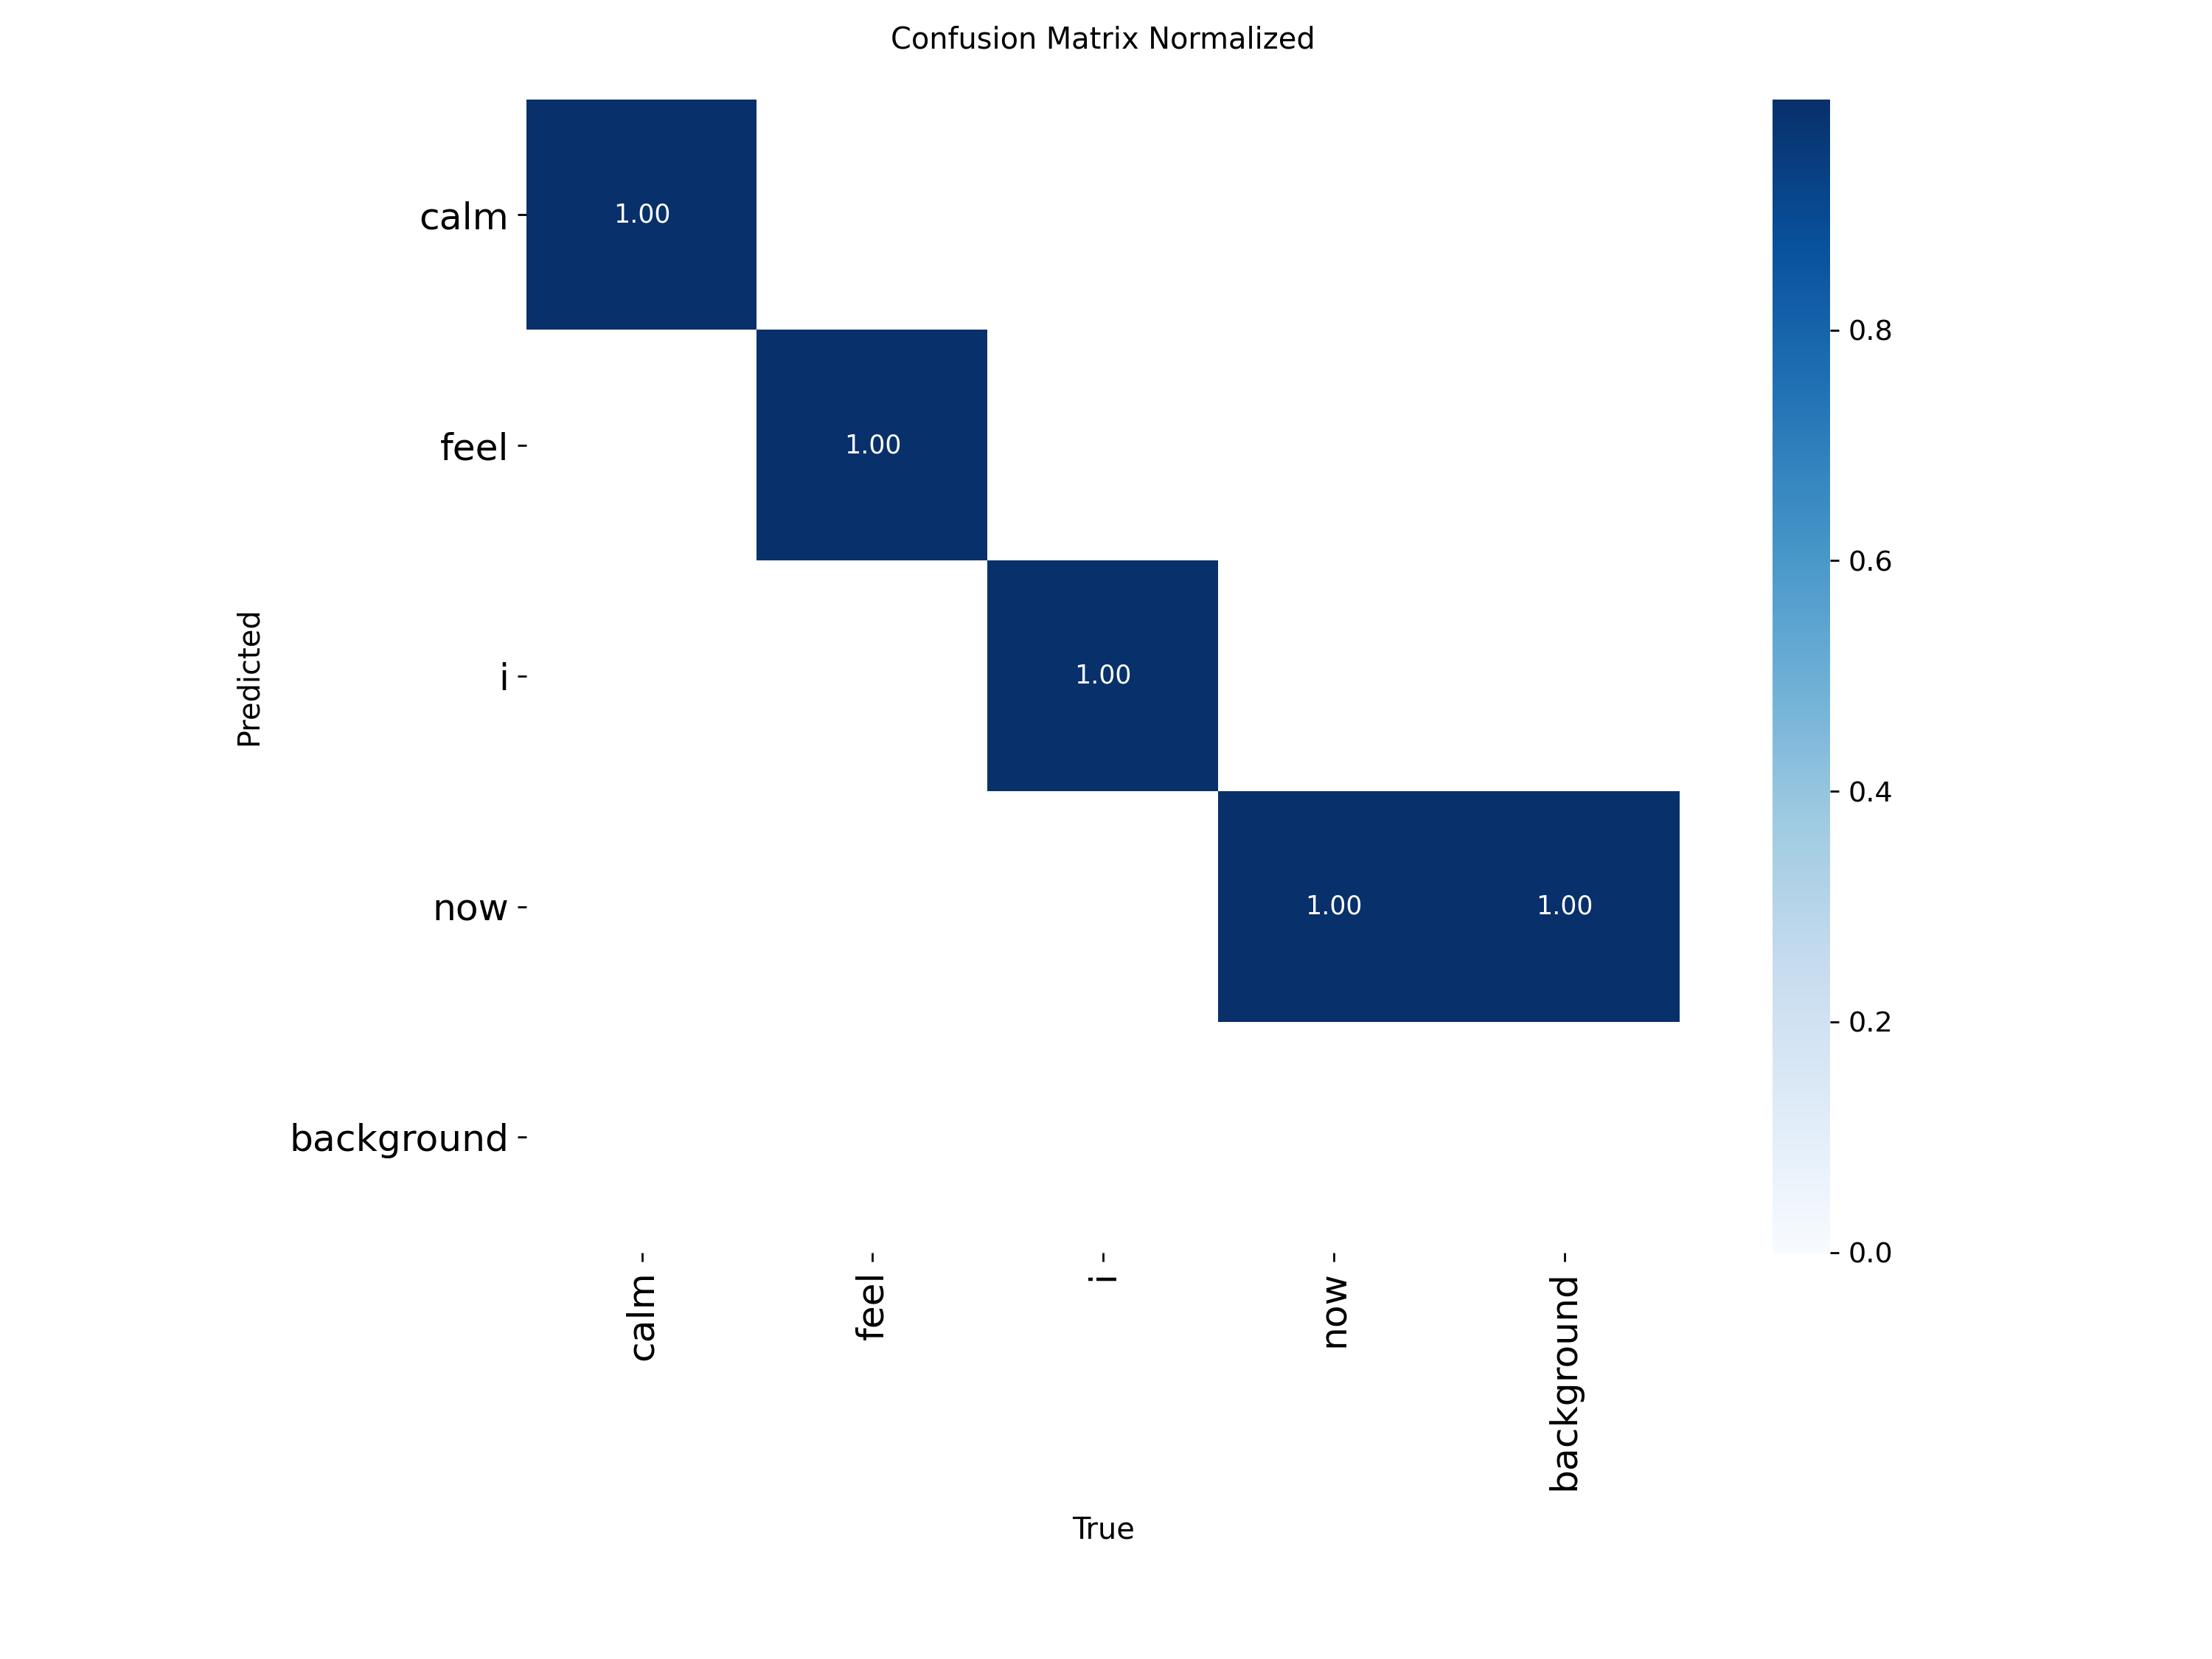 Confusion Matrix Normalized
calm
1.00
0.8
feel
1.00
0.6
Predicted
i
1.00
0.4
now
1.00 1.00
0.2
background
0.0
calm
feel
i
now
background
True